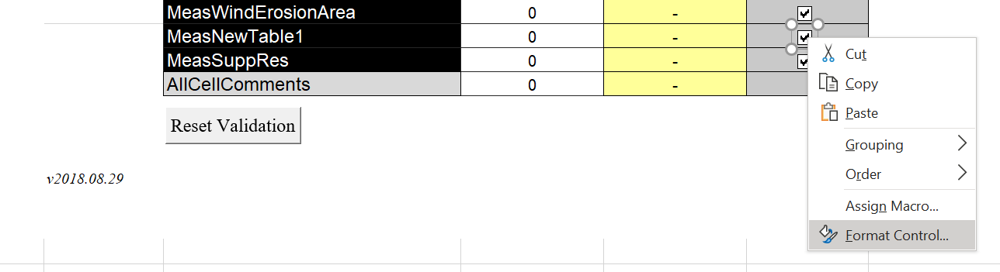 MeasWindErosionArea 0 -
MeasNewTable1 0 -
MeasSuppRes 0 -
AllCellComments 0 -
Reset Validation
v2018.08.29
Cut
Copy
Paste
Grouping
Order
Assign Macro...
Format Control...